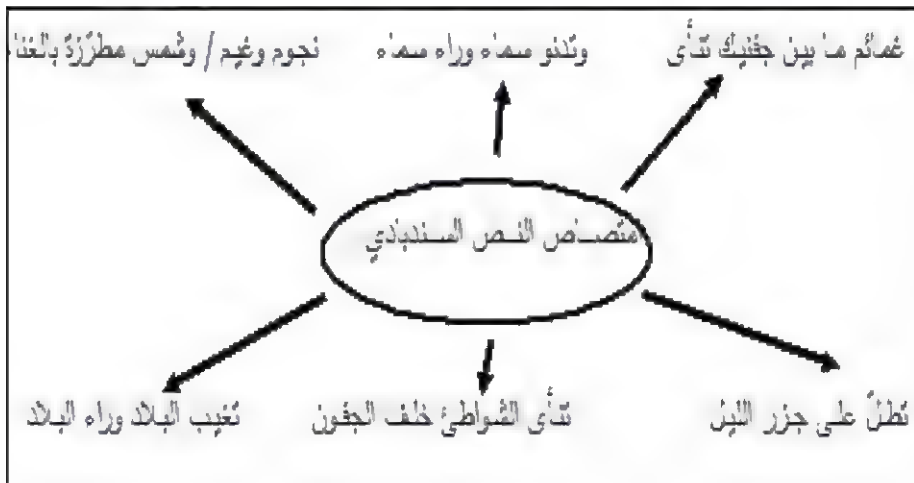 غمائم ما بين جفنيك تنأى
وتدنو سماء وراء سماء
نجوم وغيم / وشمس مطرّزة بالغناء
امتصاص النص السندبادي
تطلّ على جزر الليل
تنأى الشواطئ خلف الجفون
تغيب البلاد وراء البلاد